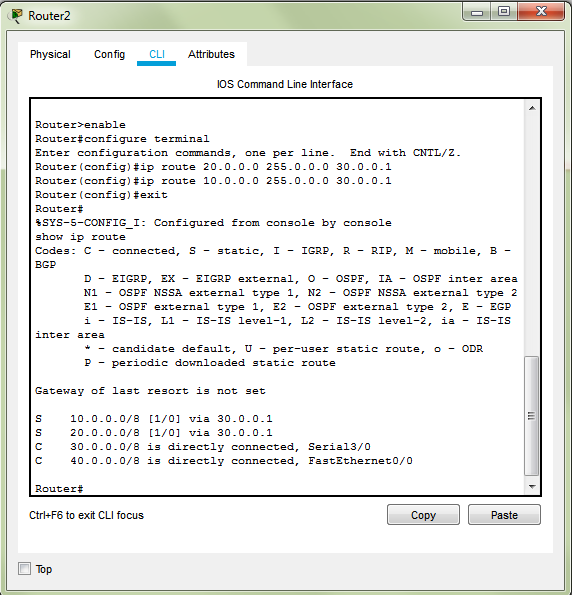 Router2
Physical Config CLI Attributes
IOS Command Line Interface
Router>enable
Router#configure terminal
Enter configuration commands, one per line.  End with CNTL/Z.
Router(config)#ip route 20.0.0.0 255.0.0.0 30.0.0.1
Router(config)#ip route 10.0.0.0 255.0.0.0 30.0.0.1
Router(config)#exit
Router#
%SYS-5-CONFIG_I: Configured from console by console
show ip route
Codes: C - connected, S - static, I - IGRP, R - RIP, M - mobile, B -
BGP
       D - EIGRP, EX - EIGRP external, O - OSPF, IA - OSPF inter area
       N1 - OSPF NSSA external type 1, N2 - OSPF NSSA external type 2
       E1 - OSPF external type 1, E2 - OSPF external type 2, E - EGP
       i - IS-IS, L1 - IS-IS level-1, L2 - IS-IS level-2, ia - IS-IS
inter area
       * - candidate default, U - per-user static route, o - ODR
       P - periodic downloaded static route
Gateway of last resort is not set
S    10.0.0.0/8 [1/0] via 30.0.0.1
S    20.0.0.0/8 [1/0] via 30.0.0.1
C    30.0.0.0/8 is directly connected, Serial3/0
C    40.0.0.0/8 is directly connected, FastEthernet0/0
Router#
Ctrl+F6 to exit CLI focus
Copy Paste
Top